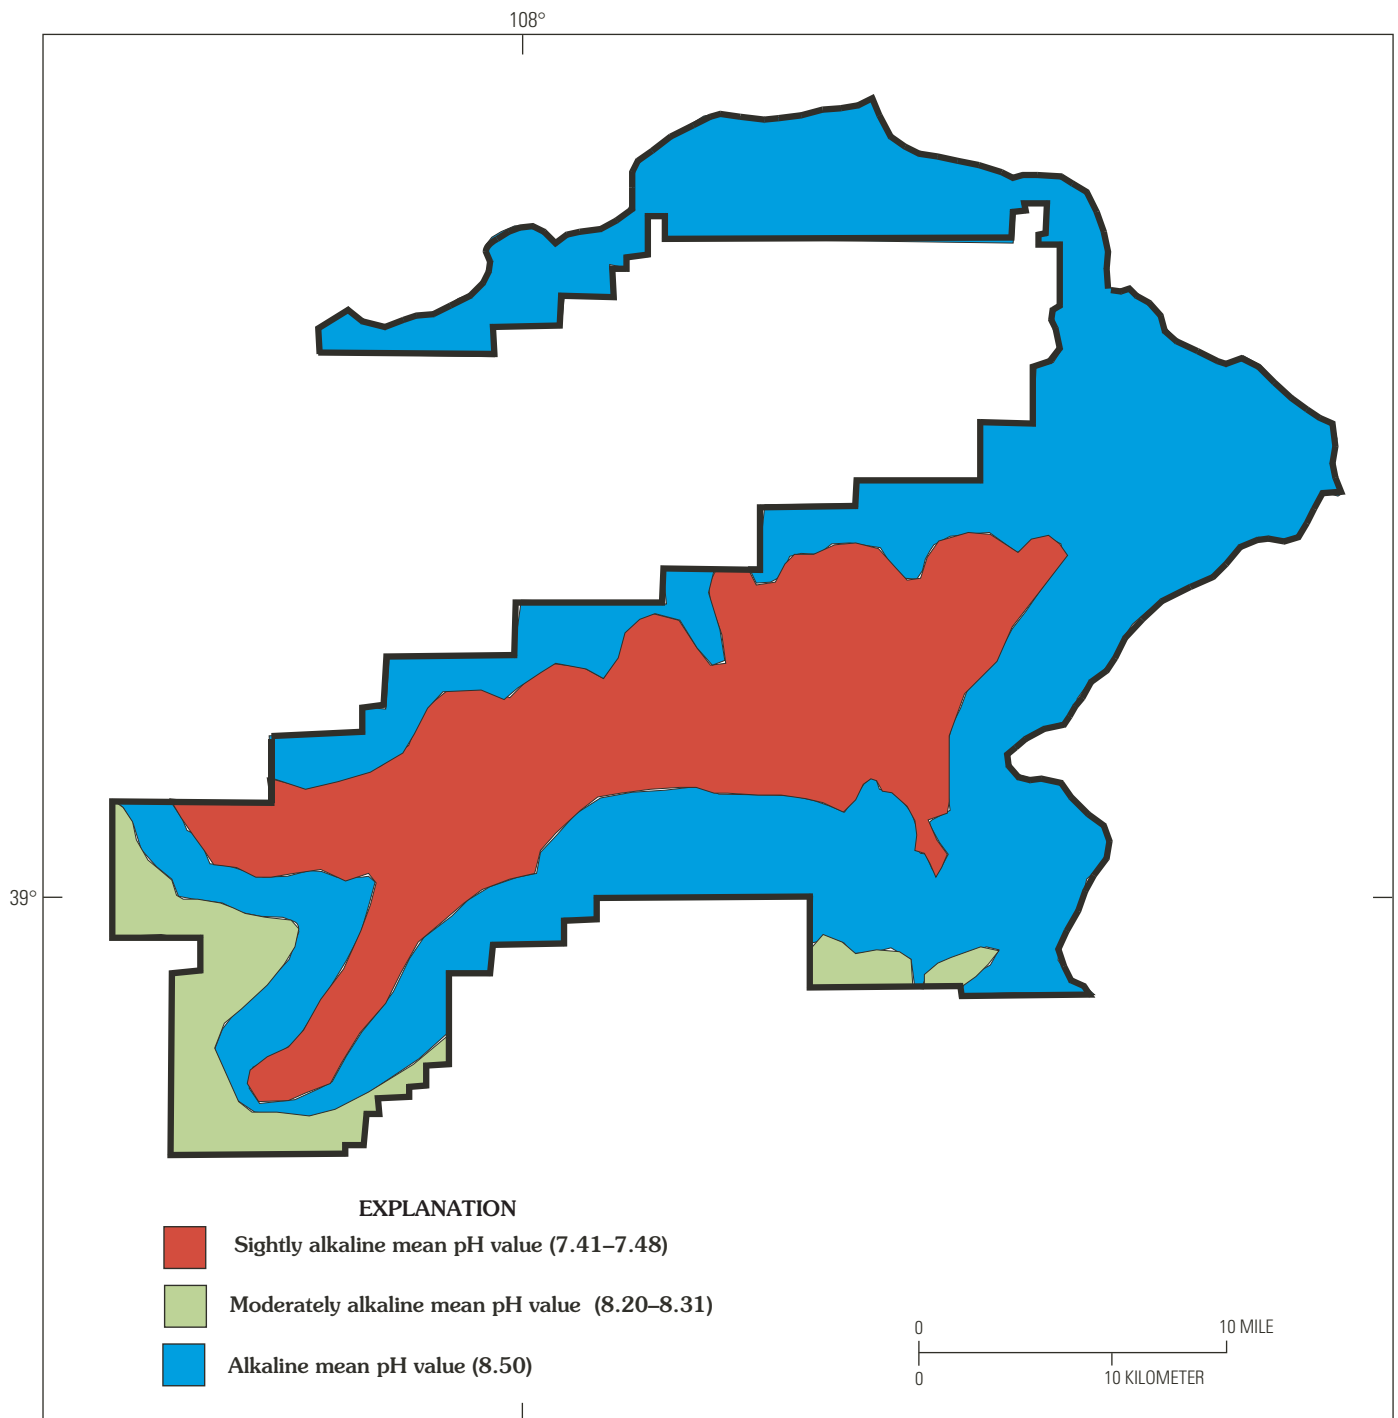 108°
39°
EXPLANATION
Sightly alkaline mean pH value (7.41–7.48)
Moderately alkaline mean pH value (8.20–8.31)
Alkaline mean pH value (8.50)
0 10 MILE
0 10 KILOMETER